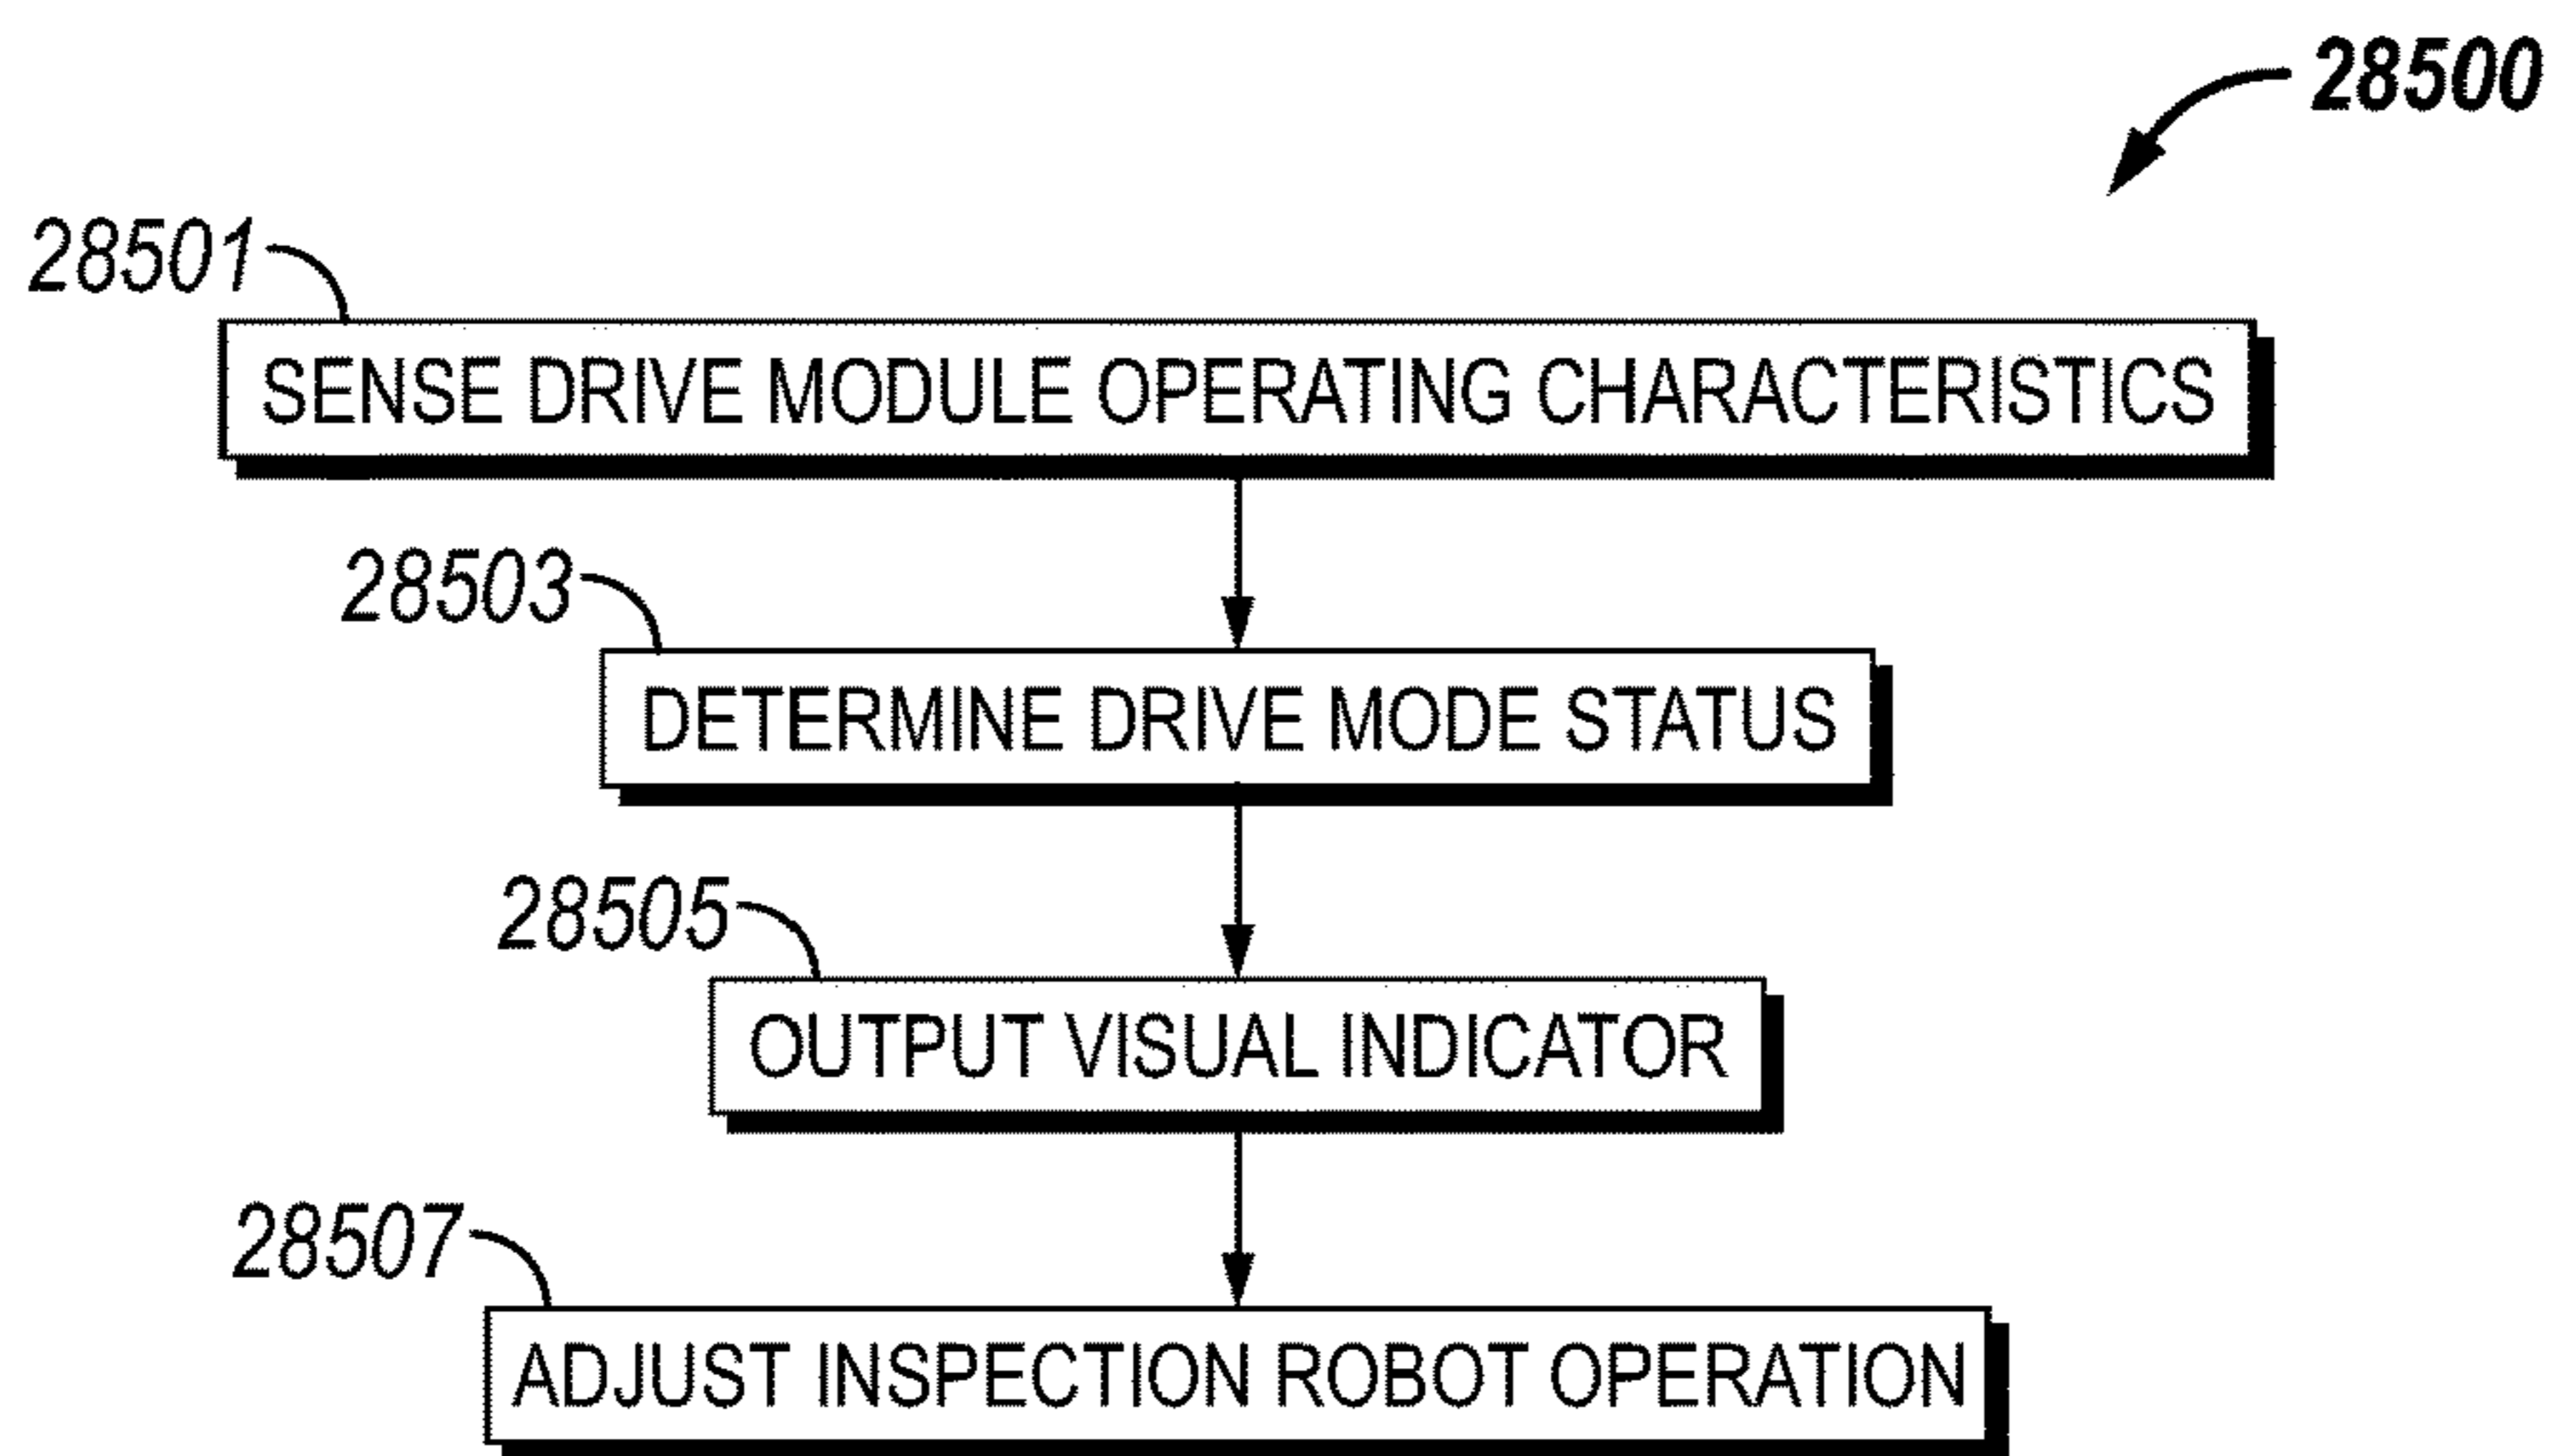 28500
28501
SENSE DRIVE MODULE OPERATING CHARACTERISTICS
28503
DETERMINE DRIVE MODE STATUS
28505
OUTPUT VISUAL INDICATOR
28507
ADJUST INSPECTION ROBOT OPERATION